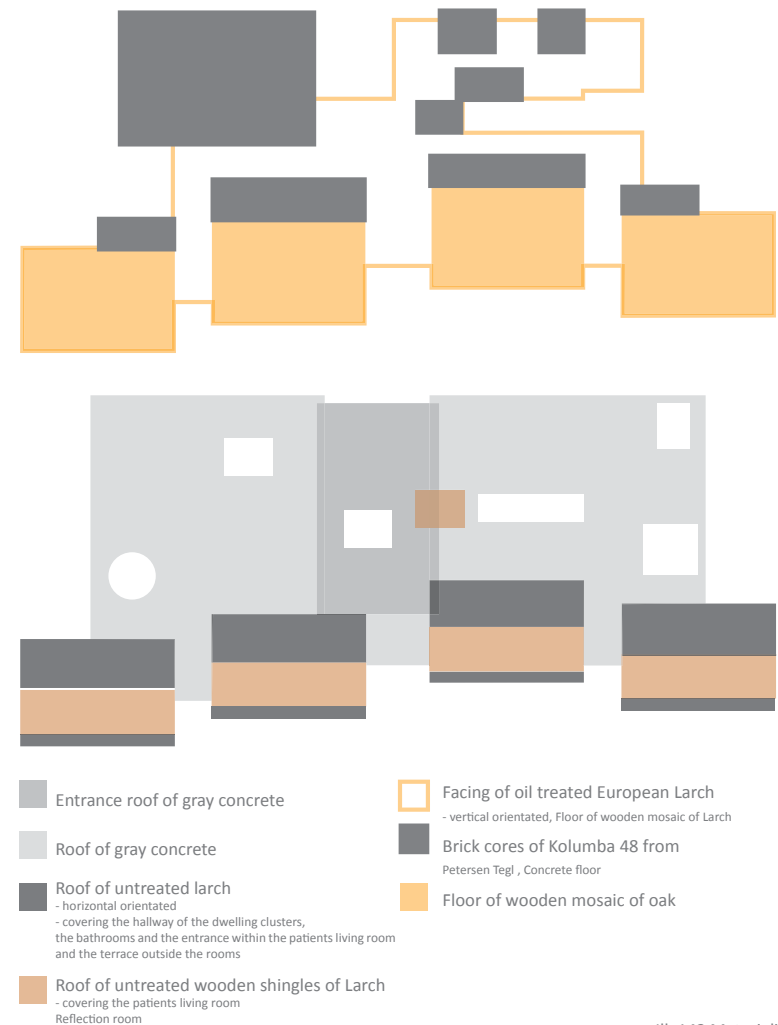 Entrance roof of gray concrete
Roof of gray concrete
Roof of untreated larch
- horizontal orientated
- covering the hallway of the dwelling clusters,
the bathrooms and the entrance within the patients living room
and the terrace outside the rooms
Roof of untreated wooden shingles of Larch
- covering the patients living room
Reflection room
Facing of oil treated European Larch
- vertical orientated, Floor of wooden mosaic of Larch
Brick cores of Kolumba 48 from
Petersen Tegl , Concrete floor
Floor of wooden mosaic of oak